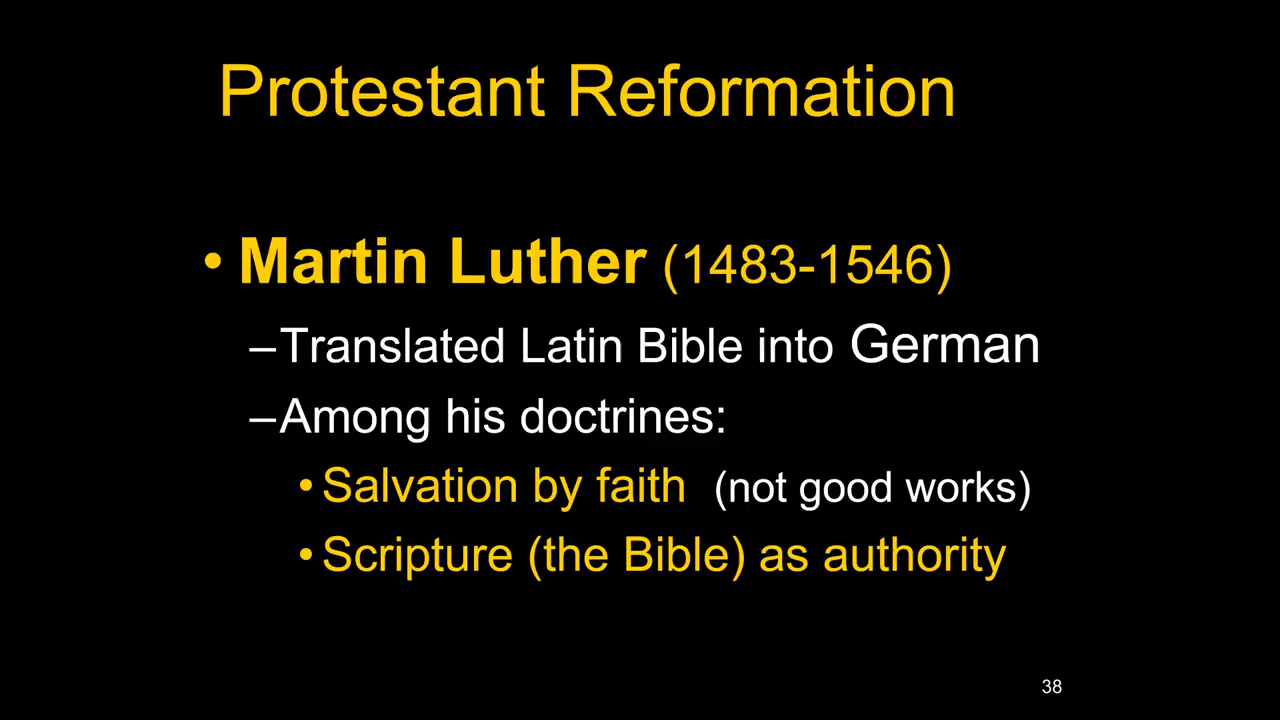 Protestant Reformation
• Martin Luther (1483-1546)
–Translated Latin Bible into German
–Among his doctrines:
• Salvation by faith (not good works)
• Scripture (the Bible) as authority
38